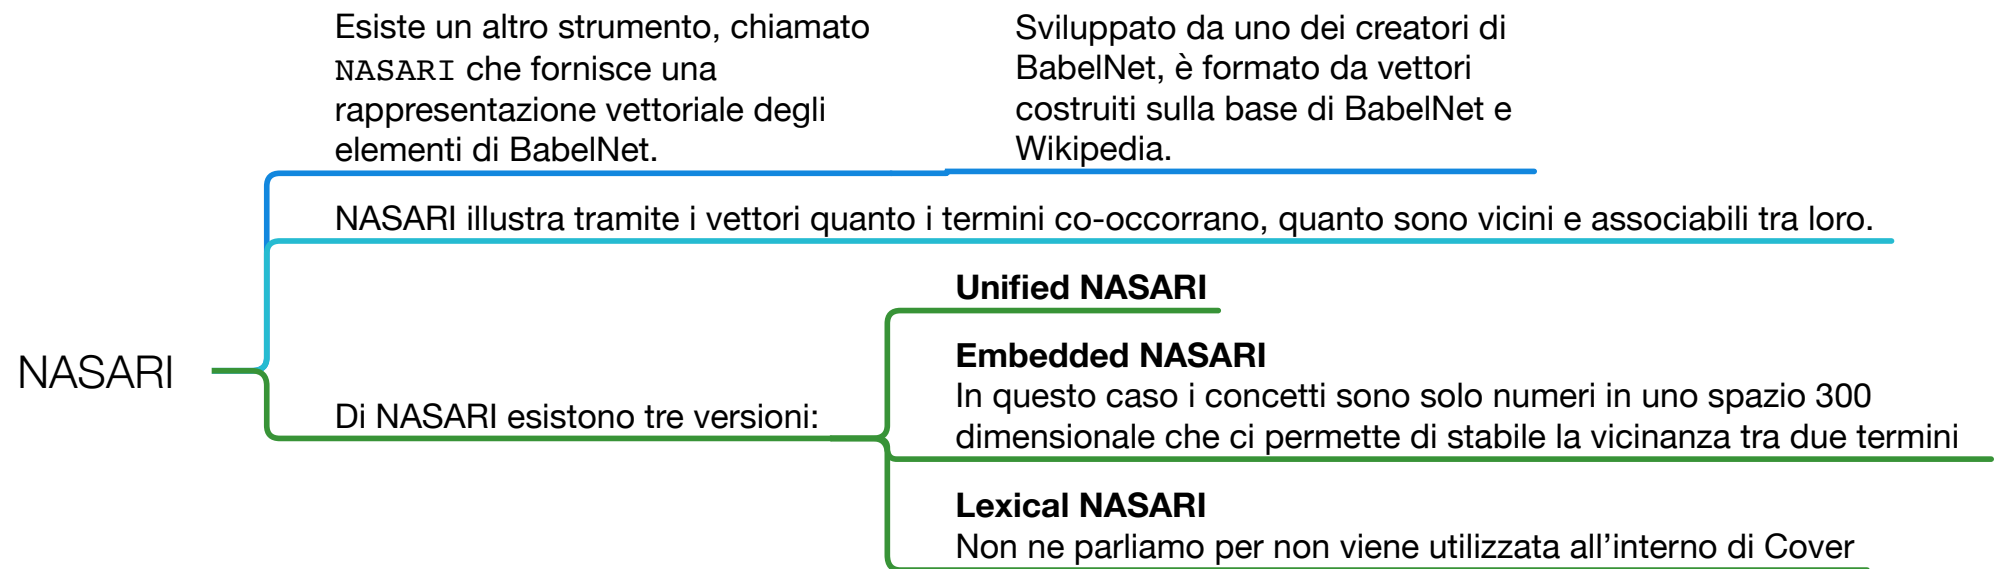 Esiste un altro strumento, chiamato
NASARI che fornisce una
rappresentazione vettoriale degli
elementi di BabelNet.
Sviluppato da uno dei creatori di
BabelNet, è formato da vettori
costruiti sulla base di BabelNet e
Wikipedia.
NASARI illustra tramite i vettori quanto i termini co-occorrano, quanto sono vicini e associabili tra loro.
NASARI
Di NASARI esistono tre versioni:
Unified NASARI
Embedded NASARI
In questo caso i concetti sono solo numeri in uno spazio 300
dimensionale che ci permette di stabile la vicinanza tra due termini
Lexical NASARI
Non ne parliamo per non viene utilizzata all’interno di Cover